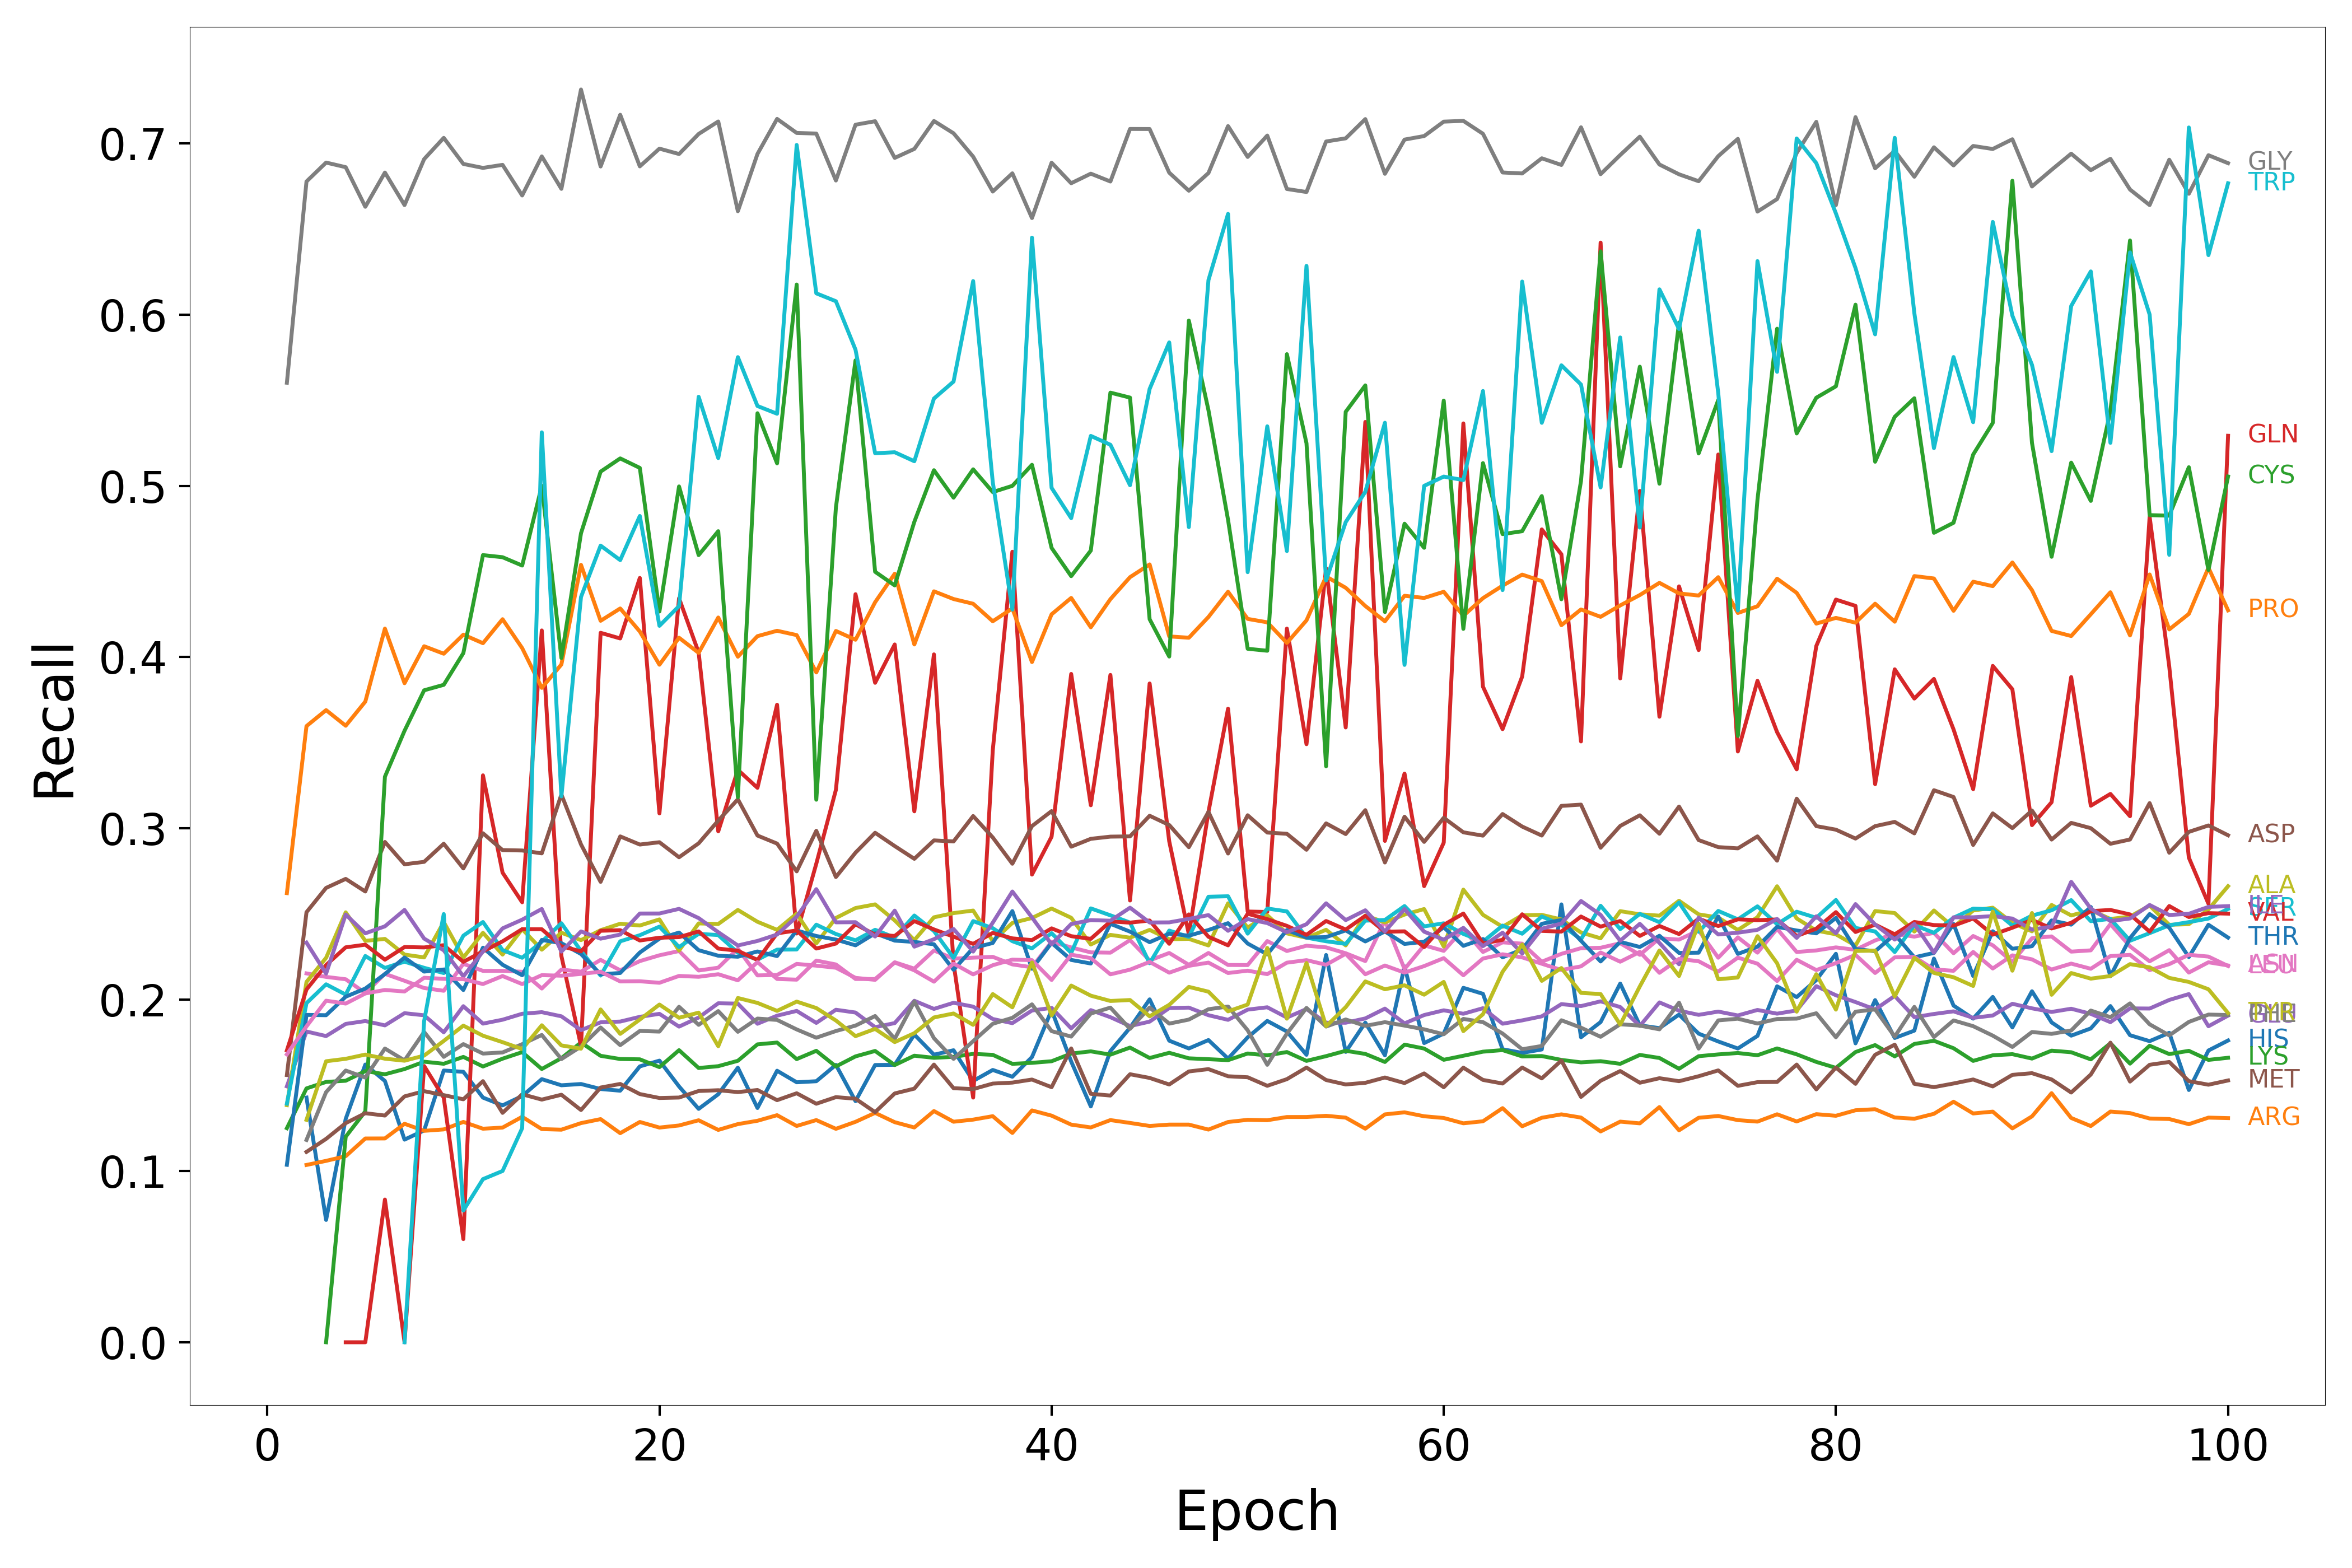 0.7
0.6
0.5
0.4
0.3
0.2
0.1
0.0
Recall
0
20
40
60
80
100
Epoch
GLY
TRP
GLN
CYS
PRO
ASP
ALA
VAL
THR
HIS
LYS
MET
ARG